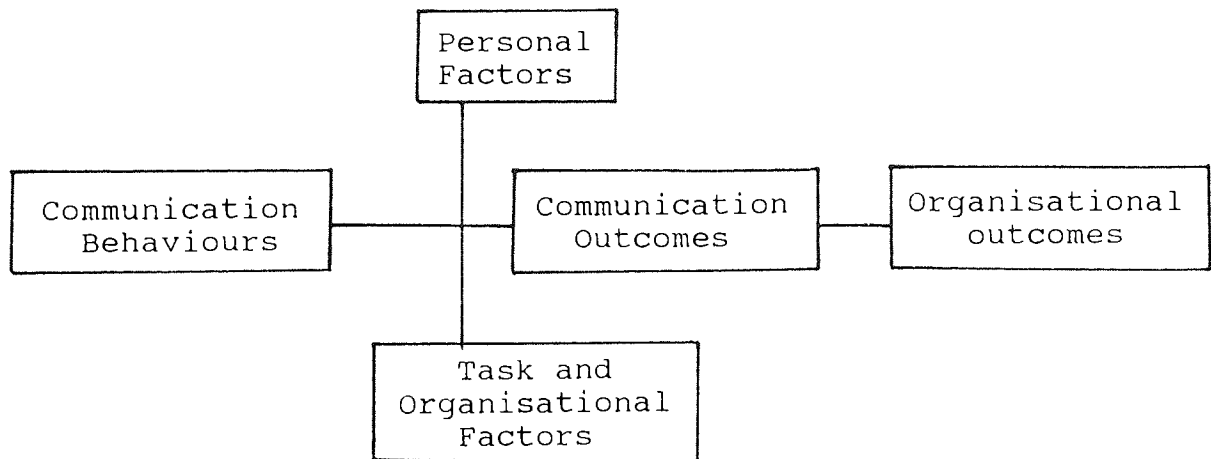 Personal
Factors
Communication
Behaviours
Communication
Outcomes
Organisational
outcomes
Task and
Organisational
Factors